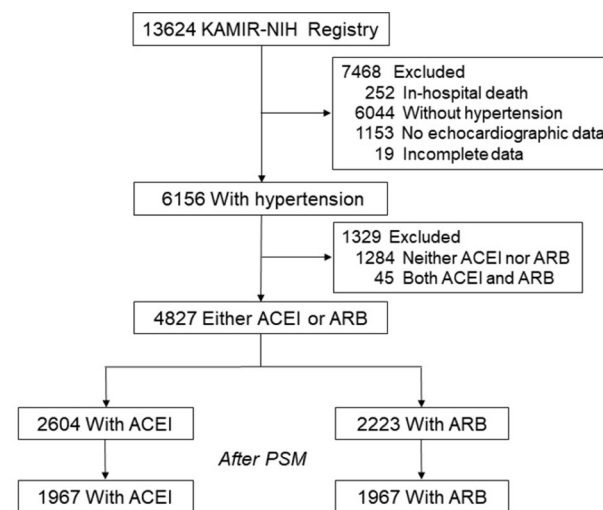 13624 KAMIR-NIH Registry
7468 Excluded
252 In-hospital death
6044 Without hypertension
1153 No echocardiographic data
19 Incomplete data
6156 With hypertension
1329 Excluded
1284 Neither ACEI nor ARB
45 Both ACEI and ARB
4827 Either ACEI or ARB
2604 With ACEI
2223 With ARB
After PSM
1967 With ACEI
1967 With ARB